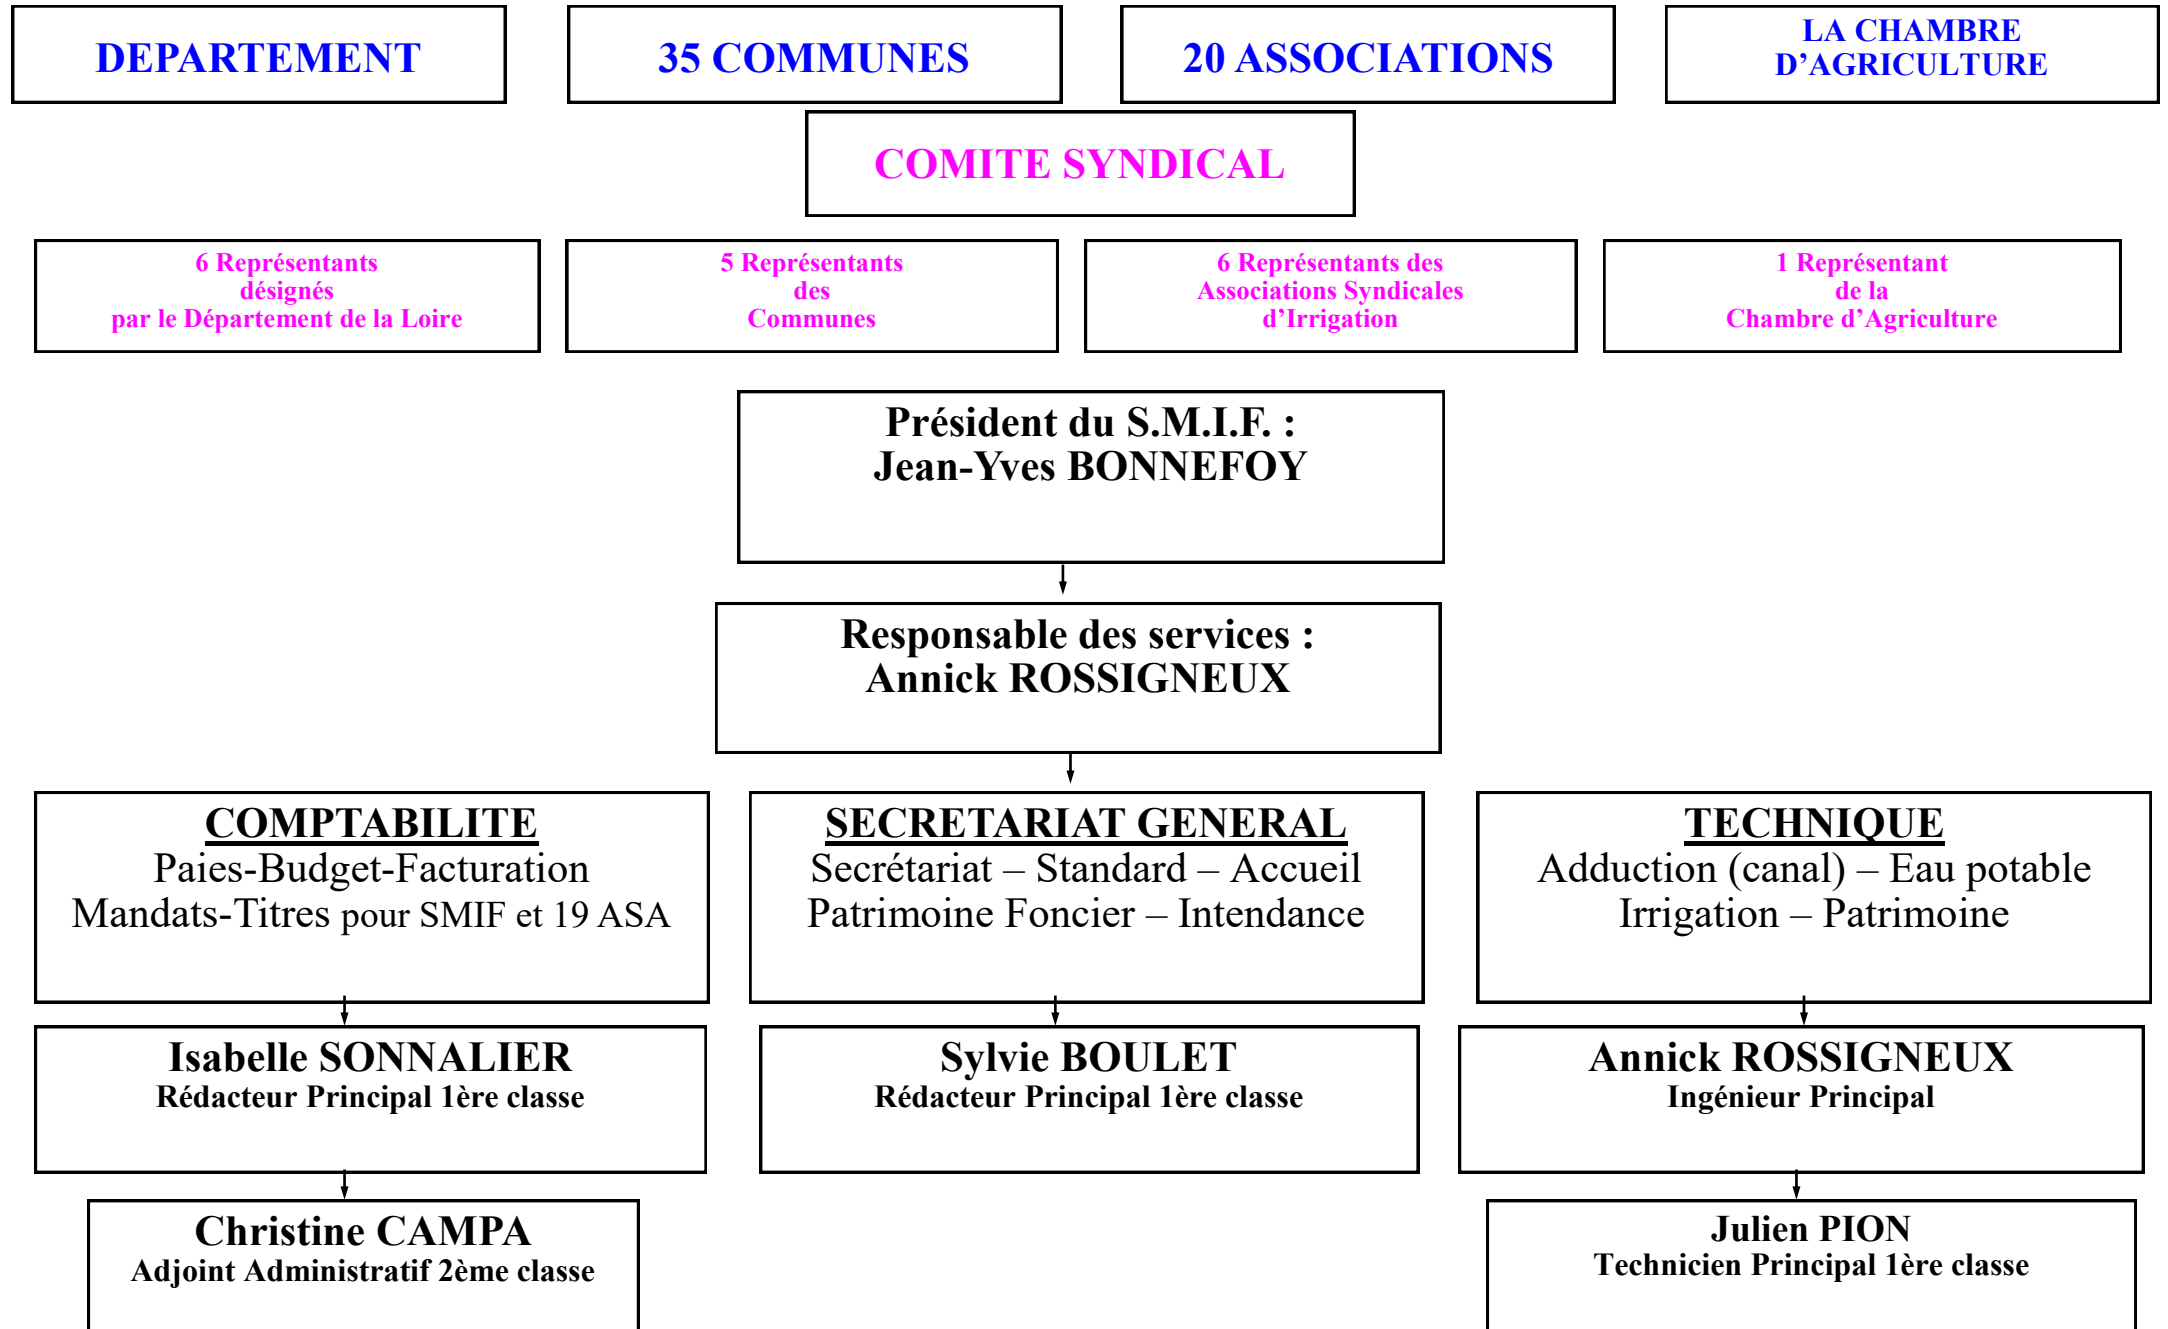 DEPARTEMENT
35 COMMUNES
20 ASSOCIATIONS
LA CHAMBRE
D’AGRICULTURE
COMITE SYNDICAL
6 Représentants
désignés
par le Département de la Loire
5 Représentants
des
Communes
6 Représentants des
Associations Syndicales
d’Irrigation
1 Représentant
de la
Chambre d’Agriculture
Président du S.M.I.F. :
Jean-Yves BONNEFOY
Responsable des services :
Annick ROSSIGNEUX
COMPTABILITE
Paies-Budget-Facturation
Mandats-Titres pour SMIF et 19 ASA
SECRETARIAT GENERAL
Secrétariat – Standard – Accueil
Patrimoine Foncier – Intendance
TECHNIQUE
Adduction (canal) – Eau potable
Irrigation – Patrimoine
Isabelle SONNALIER
Rédacteur Principal 1ère classe
Sylvie BOULET
Rédacteur Principal 1ère classe
Annick ROSSIGNEUX
Ingénieur Principal
Christine CAMPA
Adjoint Administratif 2ème classe
Julien PION
Technicien Principal 1ère classe